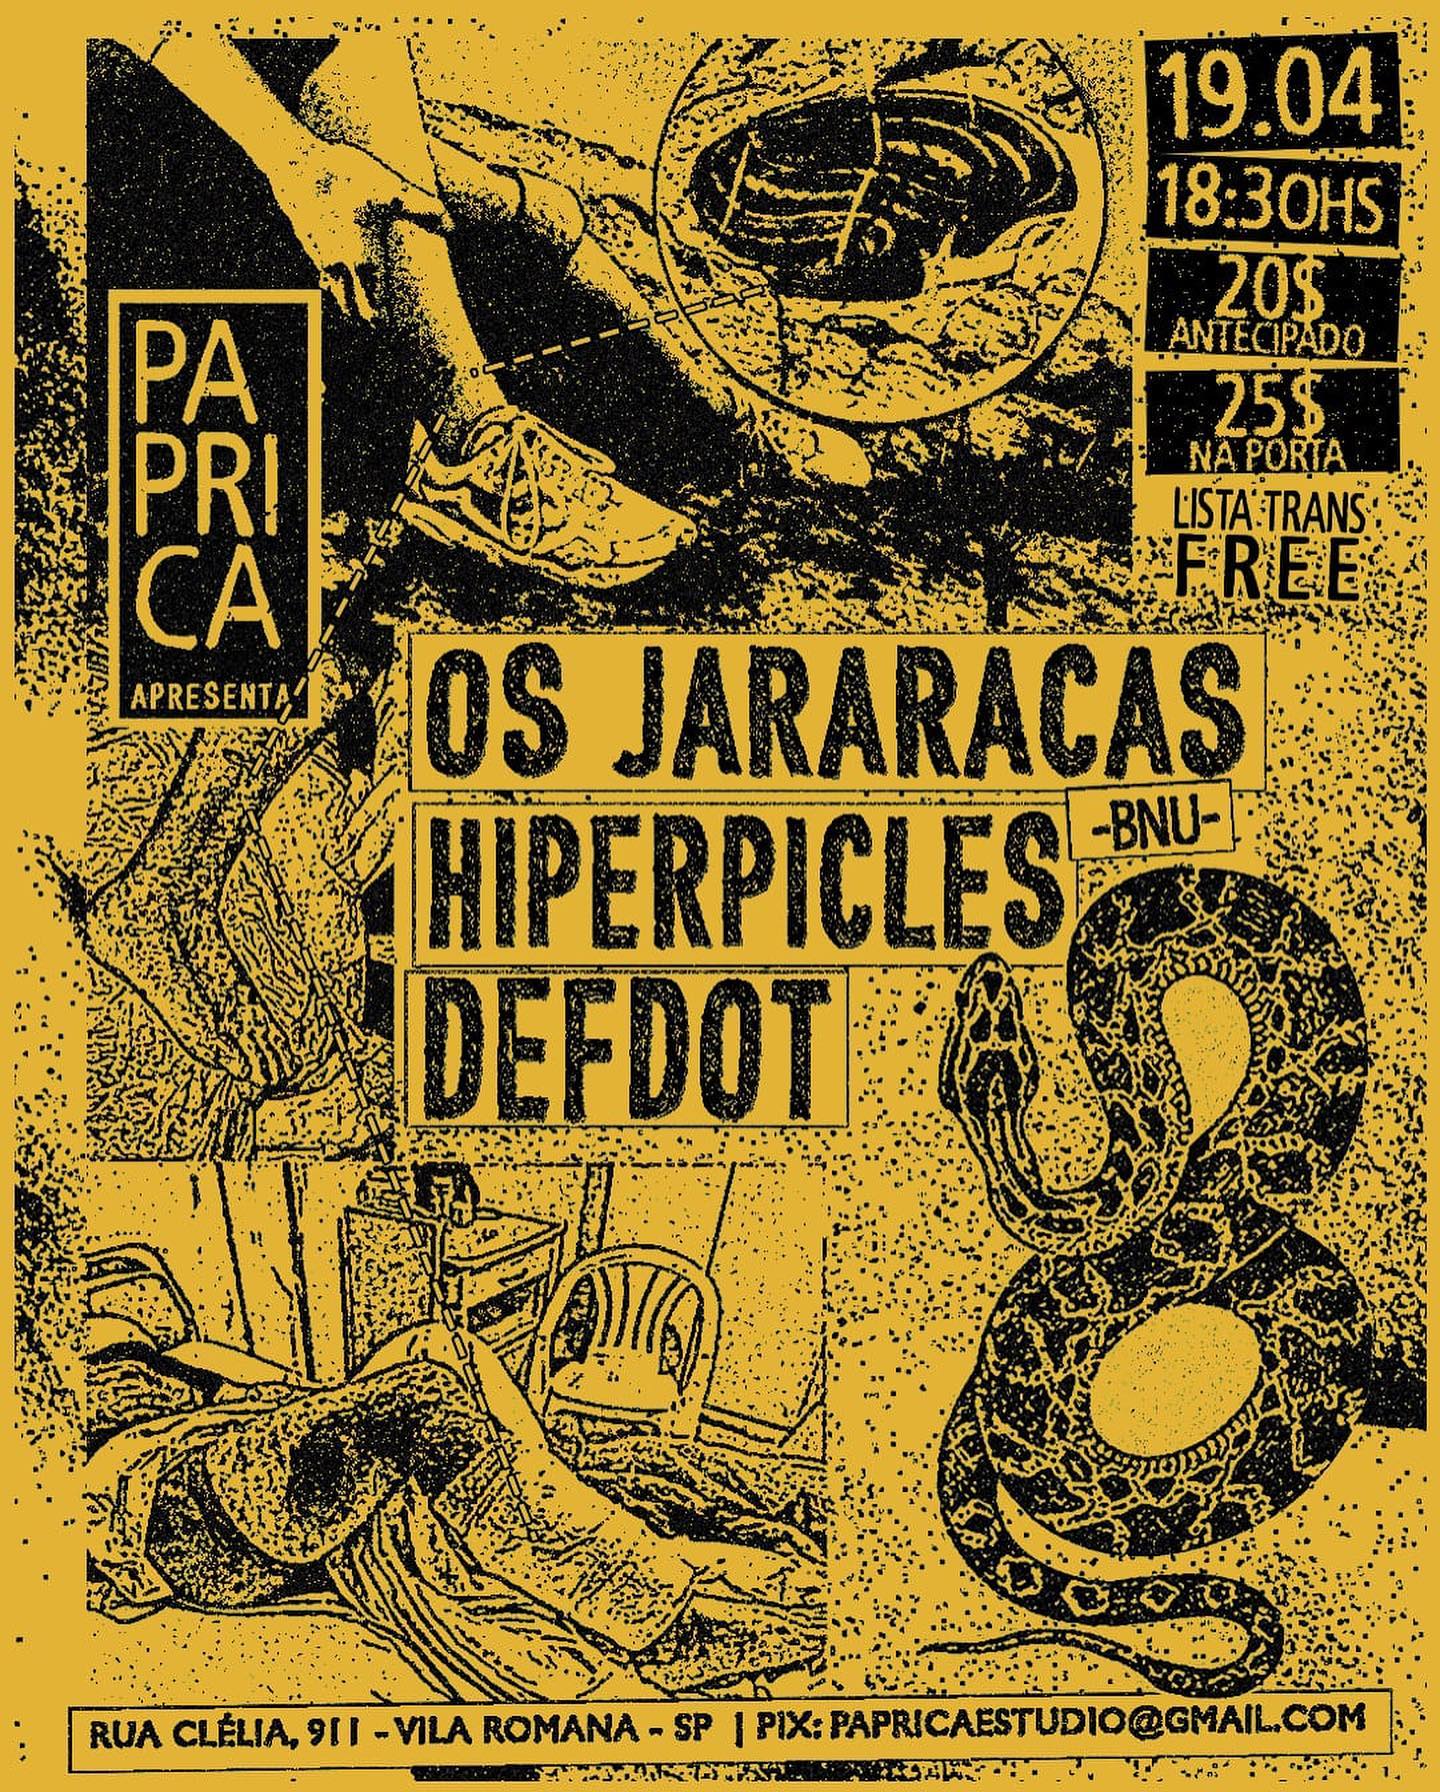 19.04
18:30HS
20$
ANTECIPADO
25$
NA PORTA
LISTA TRANS
FREE
PA
PRI
CA
APRESENTA
OS JARARACAS
-BNU-
HIPERPICLES
DEFDOT
RUA CLÉLIA, 911 - VILA ROMANA - SP | PIX: PAPRICAESTUDIO@GMAIL.COM